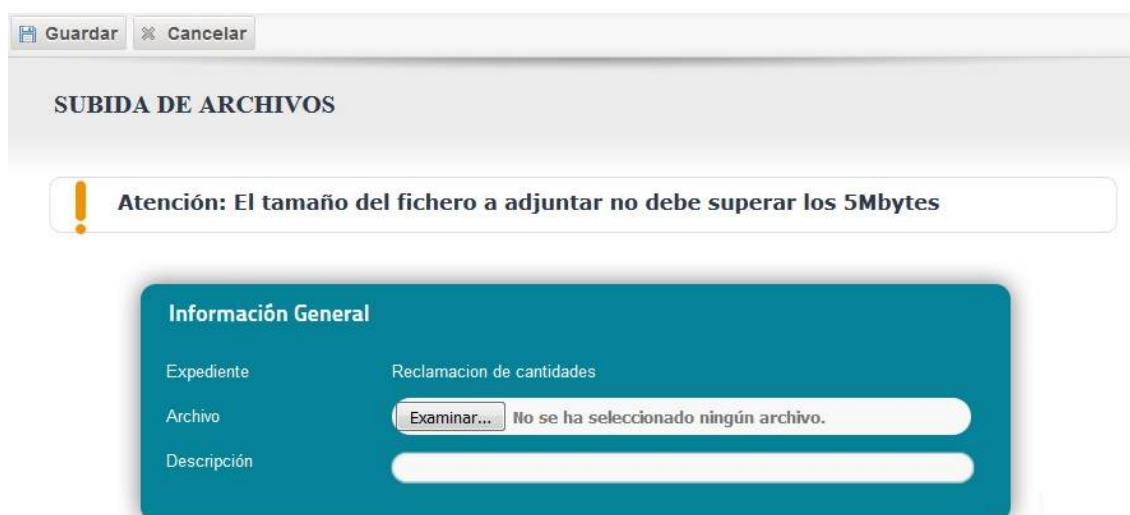 Guardar Cancelar
SUBIDA DE ARCHIVOS
Atención: El tamaño del fichero a adjuntar no debe superar los 5Mbytes
Información General
Expediente Reclamacion de cantidades
Archivo Examinar... No se ha seleccionado ningún archivo.
Descripción